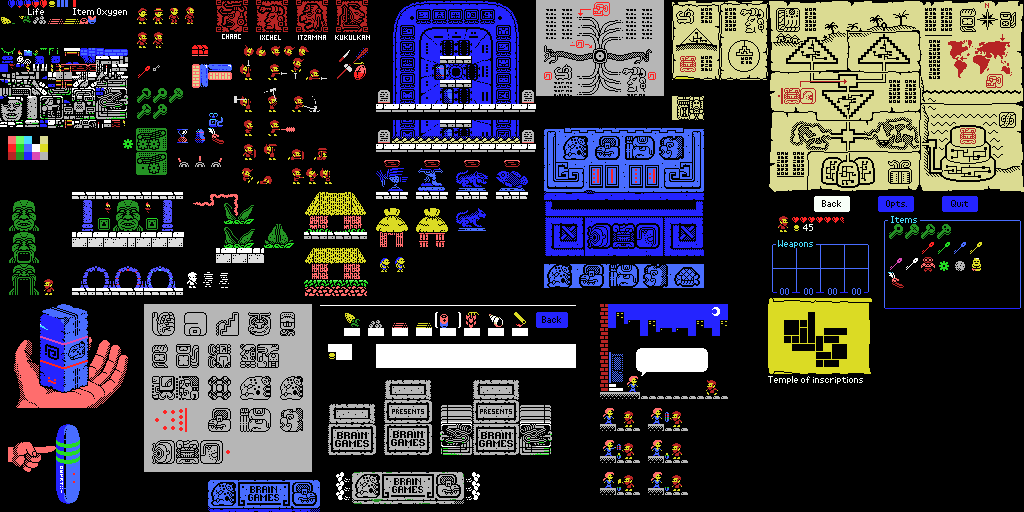 Life
Item Oxygen
CHAAC
IXCHEL
ITZAMNA
KUKULKAN
N
Back
Opts.
Quit
45
Items
Weapons
00 00 00 00
Back
Temple of inscriptions
PRESENTS
PRESENTS
BRAIN GAMES
BRAIN GAMES
BRAIN GAMES
BRAIN GAMES
BRAIN GAMES